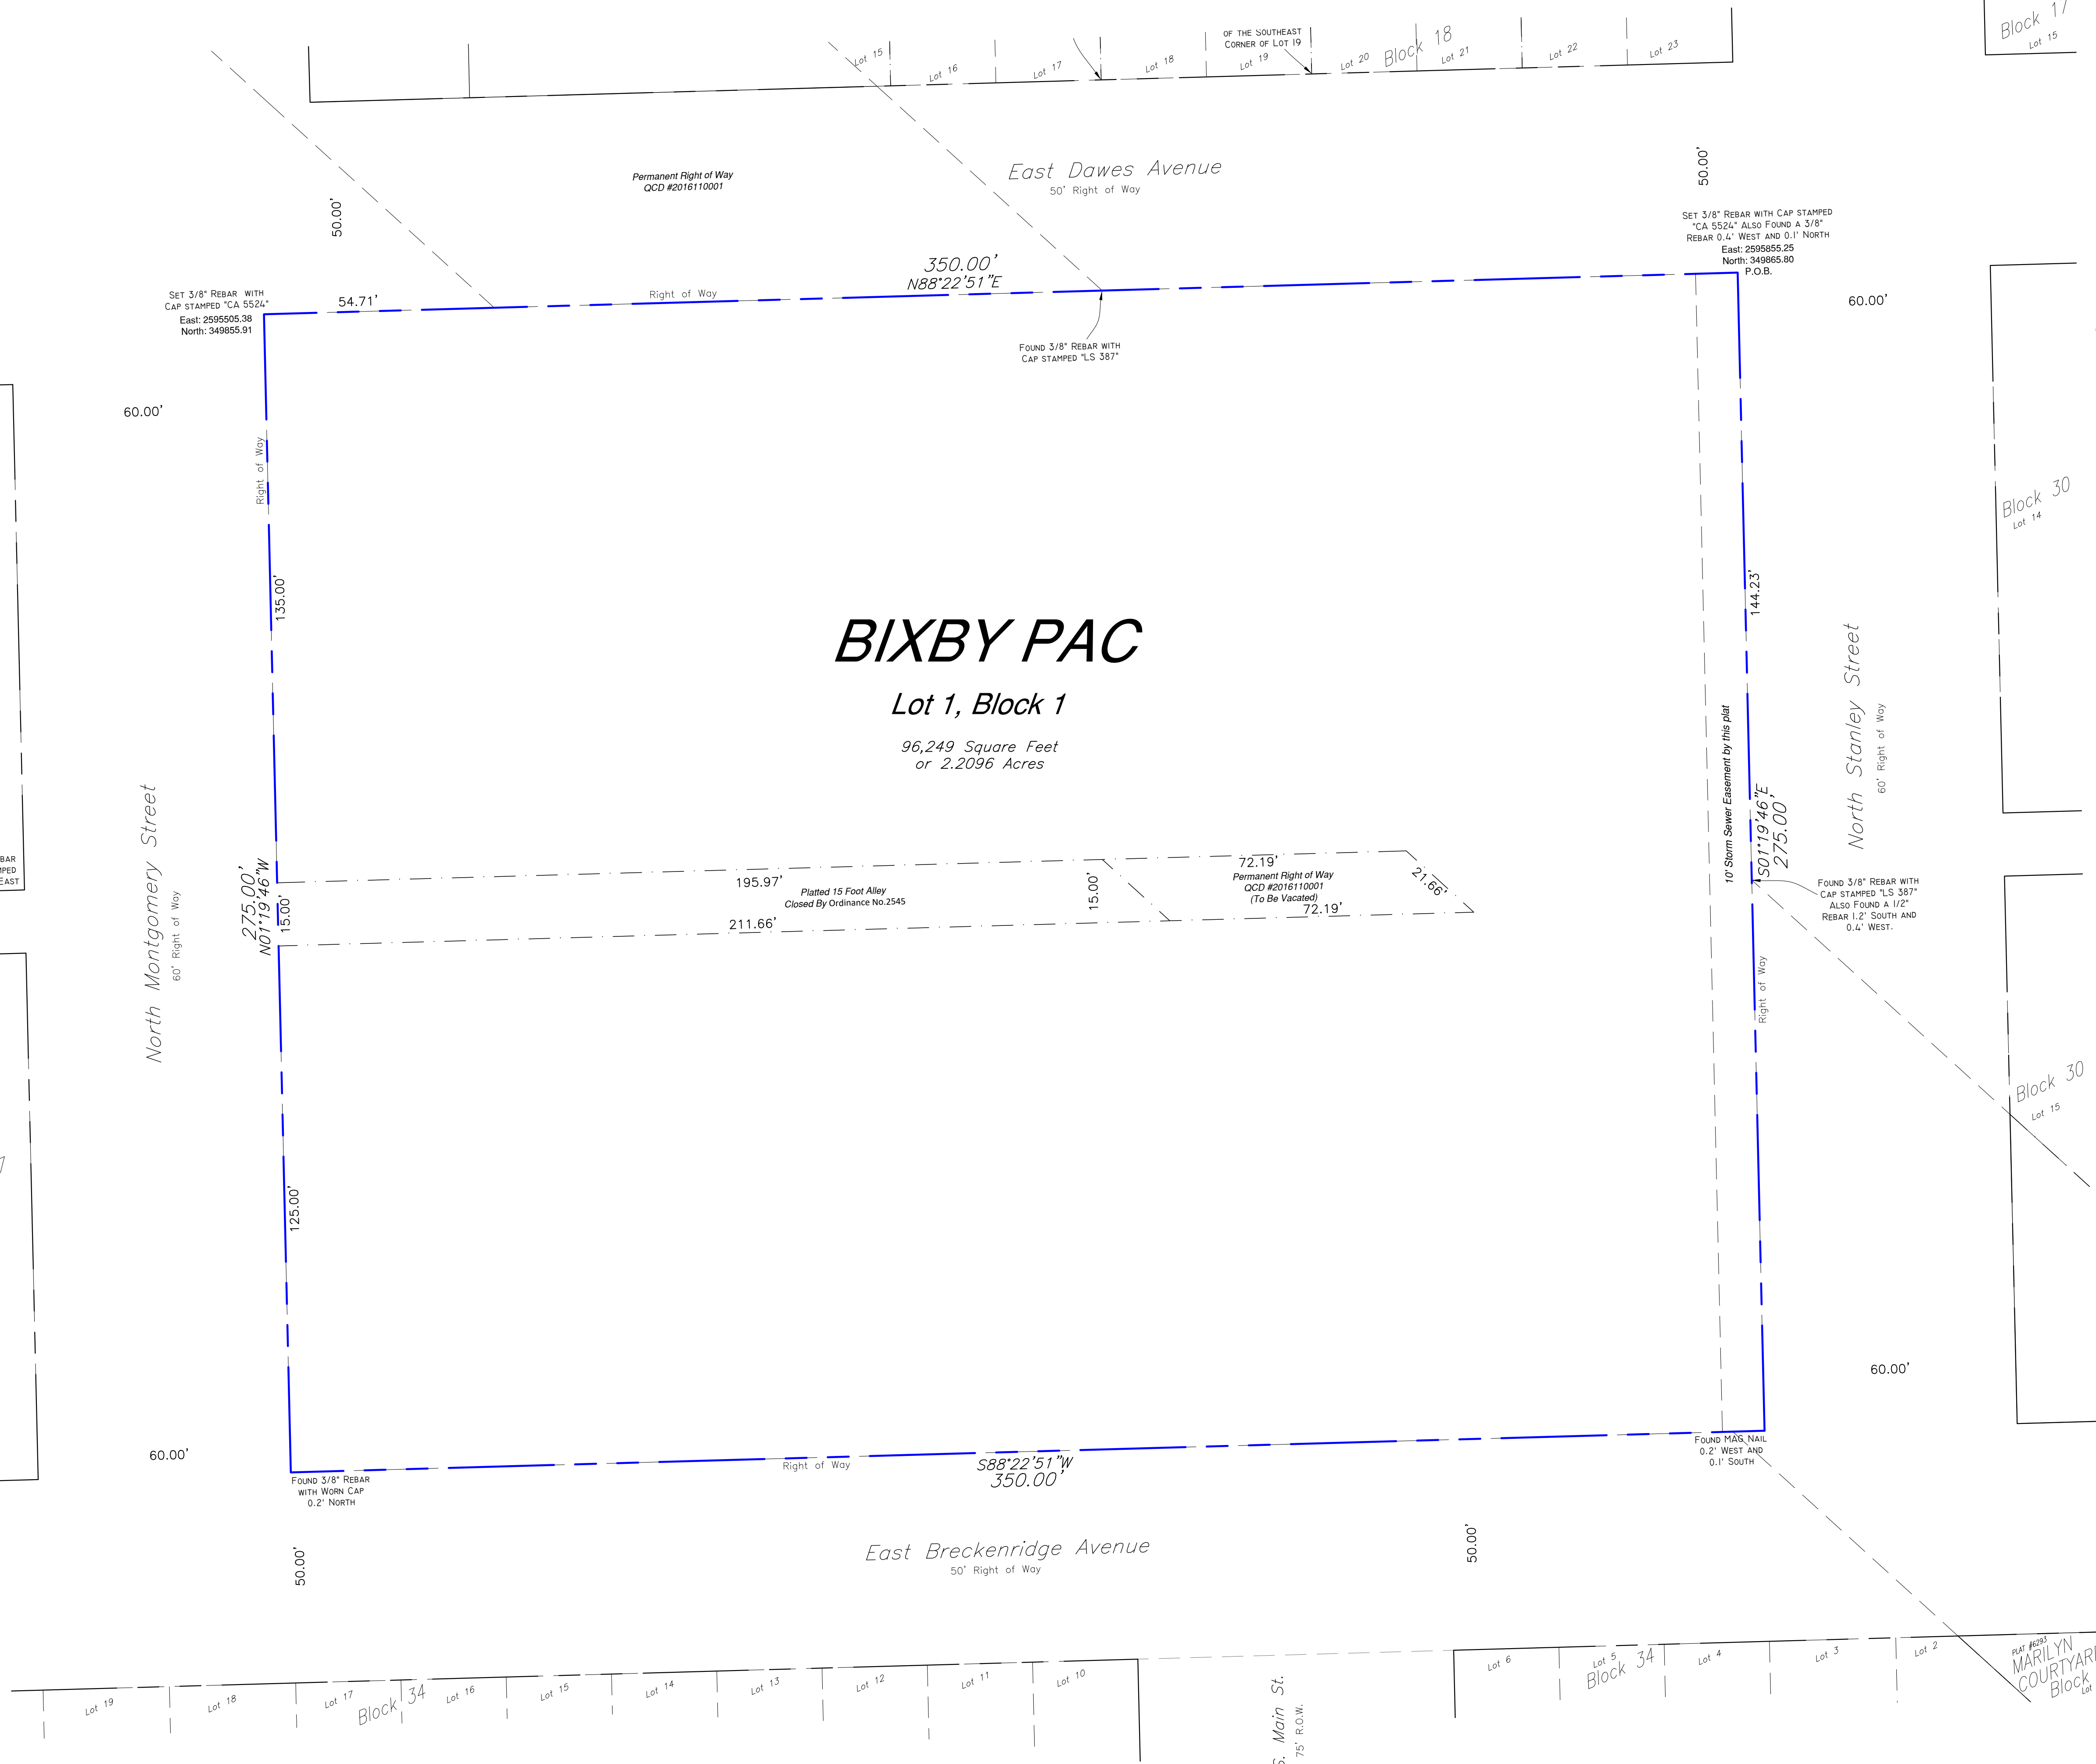 OF THE SOUTHEAST
CORNER OF LOT 19
Block 18
Lot 15
Lot 16
Lot 17
Lot 18
Lot 19
Lot 20
Lot 21
Lot 22
Lot 23
Block 17
Lot 15
50.00'
Permanent Right of Way
QCD #2016110001
East Dawes Avenue
50' Right of Way
50.00'
SET 3/8" REBAR WITH CAP STAMPED
"CA 5524" ALSO FOUND A 3/8"
REBAR 0.4' WEST AND 0.1' NORTH
East: 2595855.25
North: 349865.80
P.O.B.
SET 3/8" REBAR WITH
CAP STAMPED "CA 5524"
East: 2595505.38
North: 349855.91
54.71'
Right of Way
350.00'
N88°22'51"E
FOUND 3/8" REBAR WITH
CAP STAMPED "LS 387"
60.00'
60.00'
Right of Way
135.00'
BIXBY PAC
Lot 1, Block 1
96,249 Square Feet
or 2.2096 Acres
144.23'
10' Storm Sewer Easement by this plat
S01°19'46"E
275.00'
North Stanley Street
60' Right of Way
Block 30
Lot 14
North Montgomery Street
60' Right of Way
275.00'
N01°19'46"W
15.00'
195.97'
Platted 15 Foot Alley
Closed By Ordinance No.2545
211.66'
15.00'
72.19'
Permanent Right of Way
QCD #2016110001
(To Be Vacated)
72.19'
21.66'
BAR
MPED
EAST
FOUND 3/8" REBAR WITH
CAP STAMPED "LS 387"
ALSO FOUND A 1/2"
REBAR 1.2' SOUTH AND
0.4' WEST.
Right of Way
Block 30
Lot 15
125.00'
60.00'
60.00'
FOUND 3/8" REBAR
WITH WORN CAP
0.2' NORTH
Right of Way
S88°22'51"W
350.00'
FOUND MAG NAIL
0.2' WEST AND
0.1' SOUTH
50.00'
East Breckenridge Avenue
50' Right of Way
50.00'
Lot 19
Lot 18
Lot 17
Block 34
Lot 16
Lot 15
Lot 14
Lot 13
Lot 12
Lot 11
Lot 10
S. Main St.
75' R.O.W.
Lot 6
Lot 5
Block 34
Lot 4
Lot 3
Lot 2
PLAT #6293
MARILYN
COURTYAR
Block
Lot